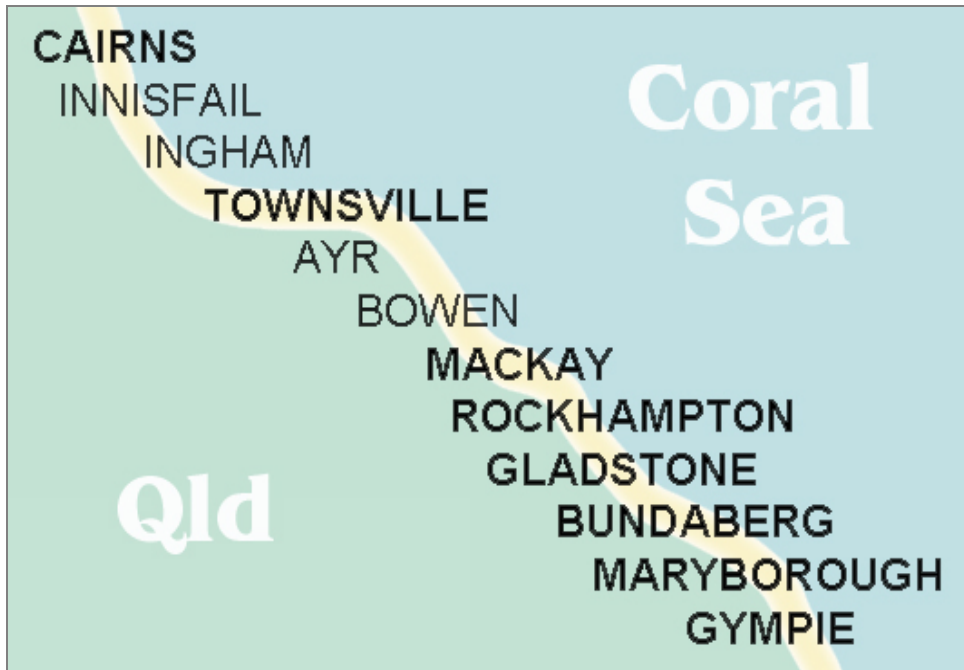 CAIRNS
INNISFAIL
INGHAM
TOWNSVILLE
AYR
BOWEN
MACKAY
ROCKHAMPTON
GLADSTONE
BUNDABERG
MARYBOROUGH
GYMPIE
Coral
Sea
Qld